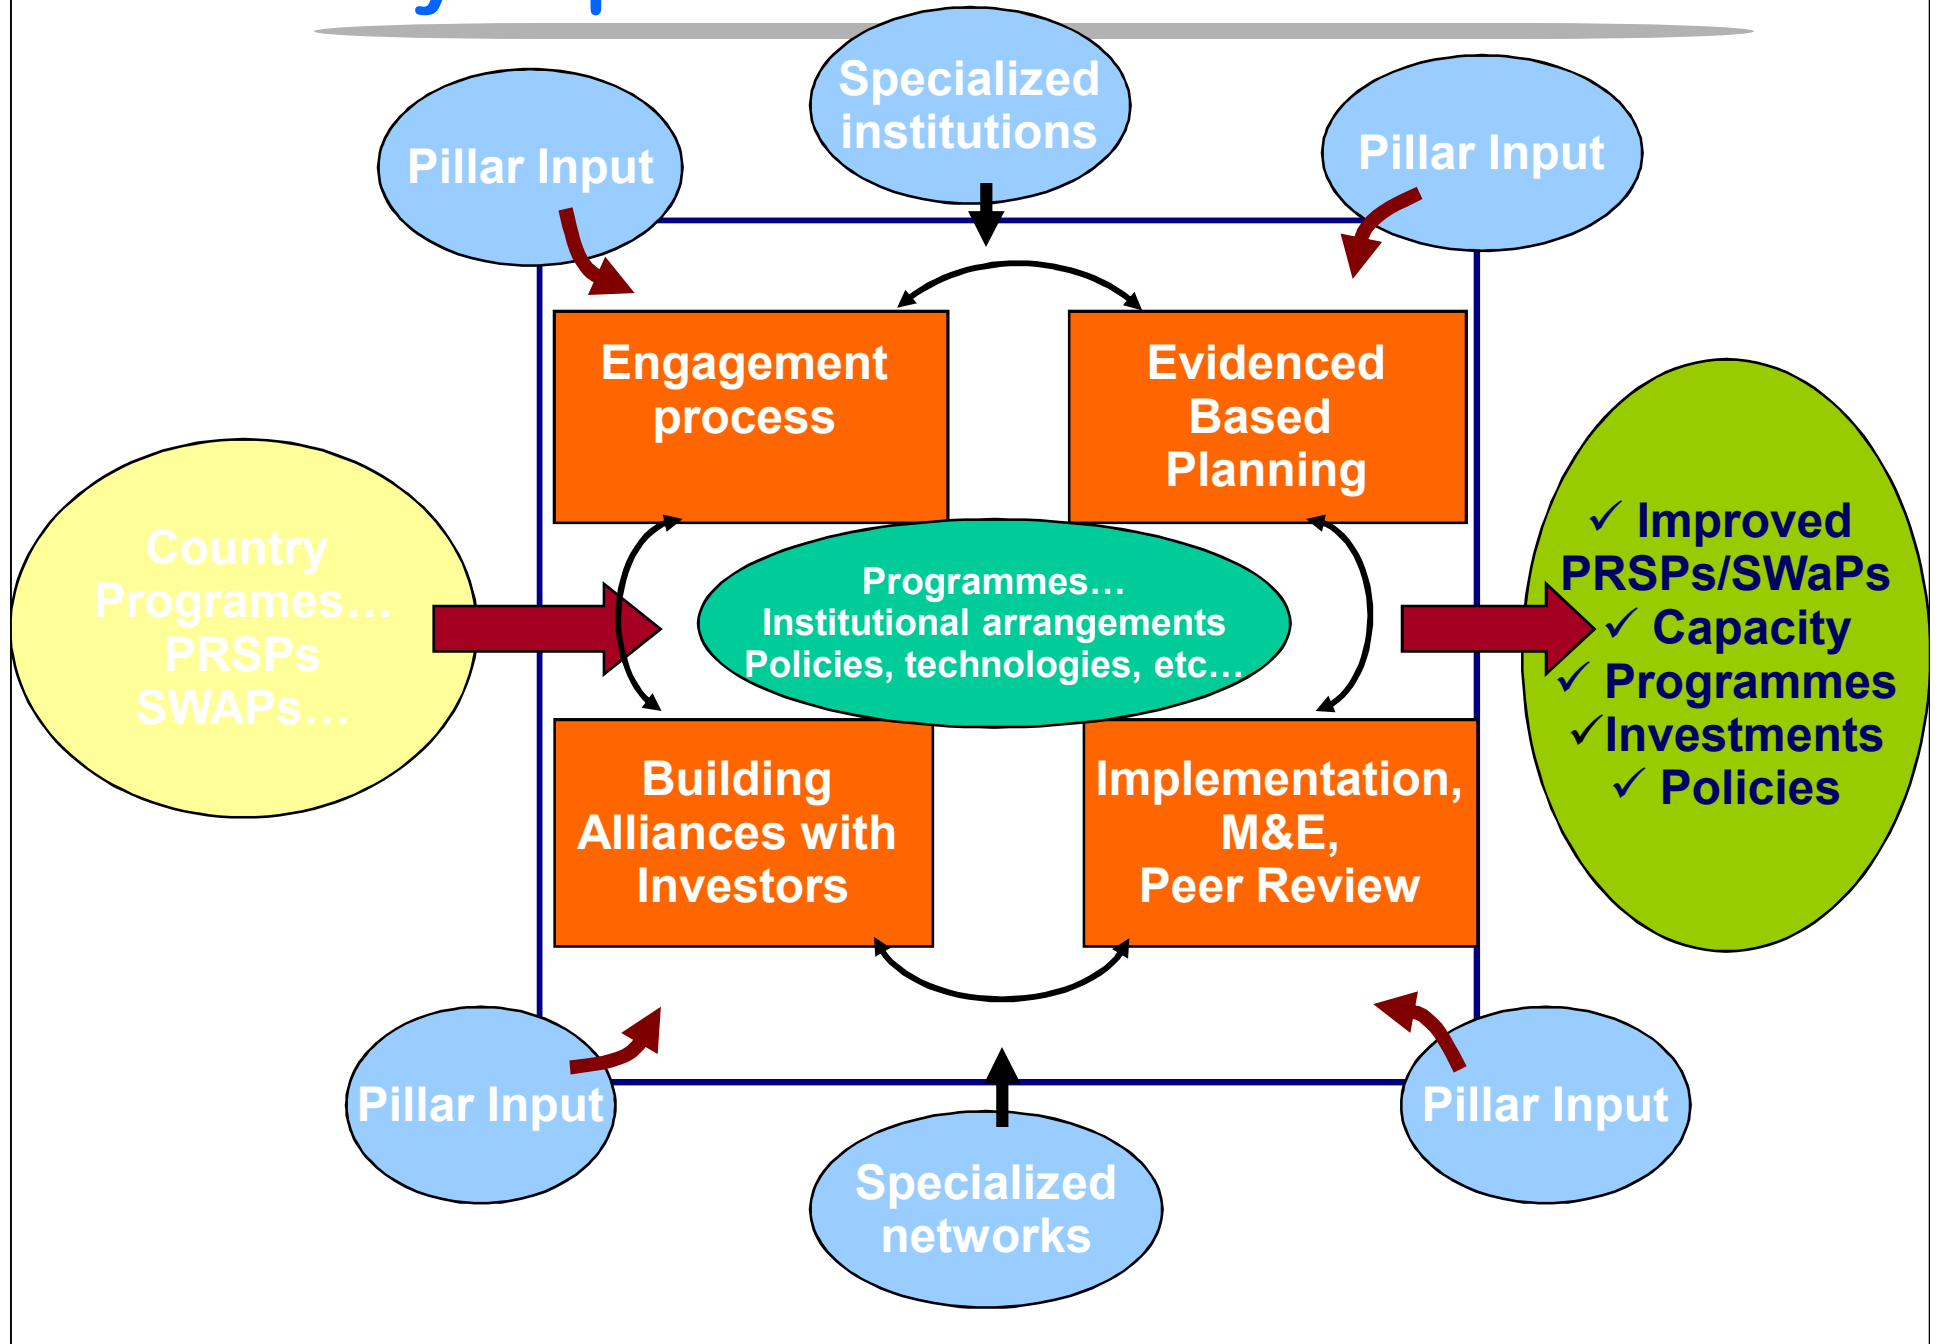 Specialized
institutions
Pillar Input
Pillar Input
Engagement
process
Evidenced
Based
Planning
Country
Programes…
PRSPs
SWAPs…
Programmes…
Institutional arrangements
Policies, technologies, etc…
✓ Improved
PRSPs/SWaPs
✓ Capacity
✓ Programmes
✓Investments
✓ Policies
Building
Alliances with
Investors
Implementation,
M&E,
Peer Review
Pillar Input
Pillar Input
Specialized
networks